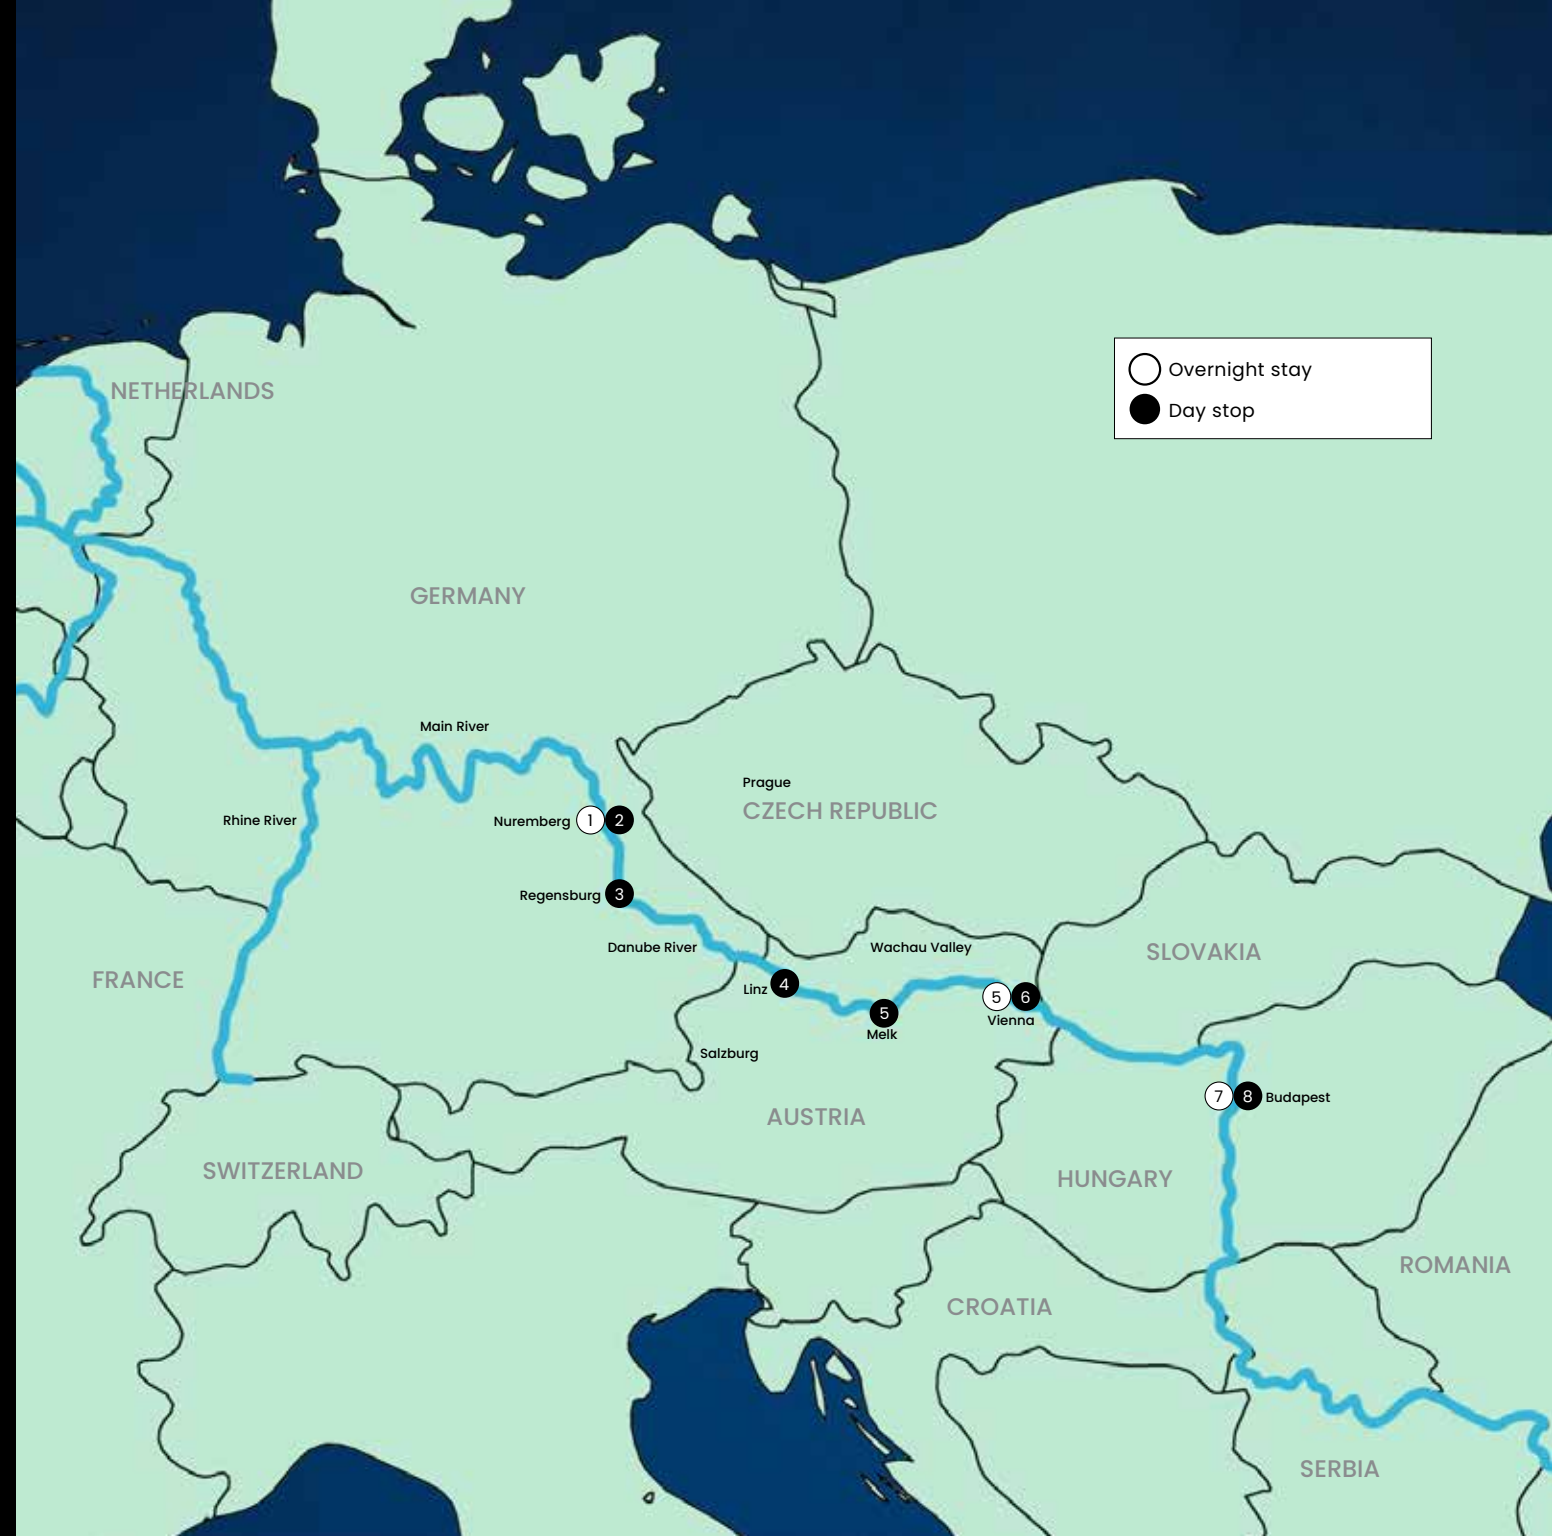 Overnight stay
Day stop
NETHERLANDS
GERMANY
Main River
Prague
CZECH REPUBLIC
Rhine River
Nuremberg 1 2
Regensburg 3
Danube River
Wachau Valley
SLOVAKIA
FRANCE
Linz 4
5
Melk
5 6
Vienna
Salzburg
7 8 Budapest
AUSTRIA
SWITZERLAND
HUNGARY
ROMANIA
CROATIA
SERBIA